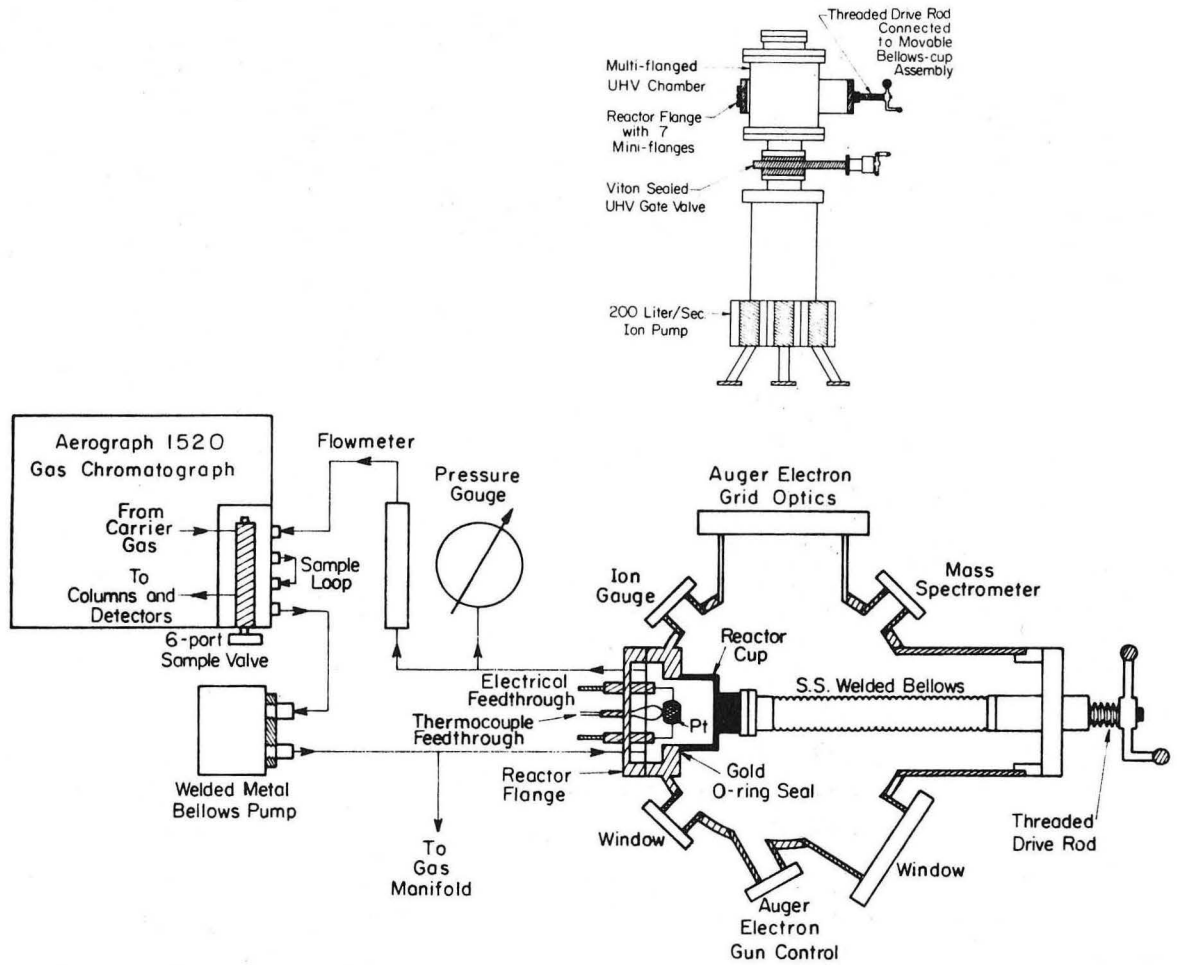 Threaded Drive Rod
Connected
to Movable
Bellows-cup
Assembly
Multi-flanged
UHV Chamber
Reactor Flange
with 7
Mini-flanges
Viton Sealed
UHV Gate Valve
200 Liter/Sec
Ion Pump
Aerograph 1520
Gas Chromatograph
From
Carrier
Gas
To
Columns and
Detectors
6-port
Sample Valve
Sample
Loop
Flowmeter
Pressure
Gauge
Welded Metal
Bellows Pump
To
Gas
Manifold
Auger Electron
Grid Optics
Ion
Gauge
Mass
Spectrometer
Reactor
Cup
S.S. Welded Bellows
Electrical
Feedthrough
Thermocouple
Feedthrough
Pt
Reactor
Flange
Gold
O-ring Seal
Window
Auger
Electron
Gun Control
Window
Threaded
Drive Rod